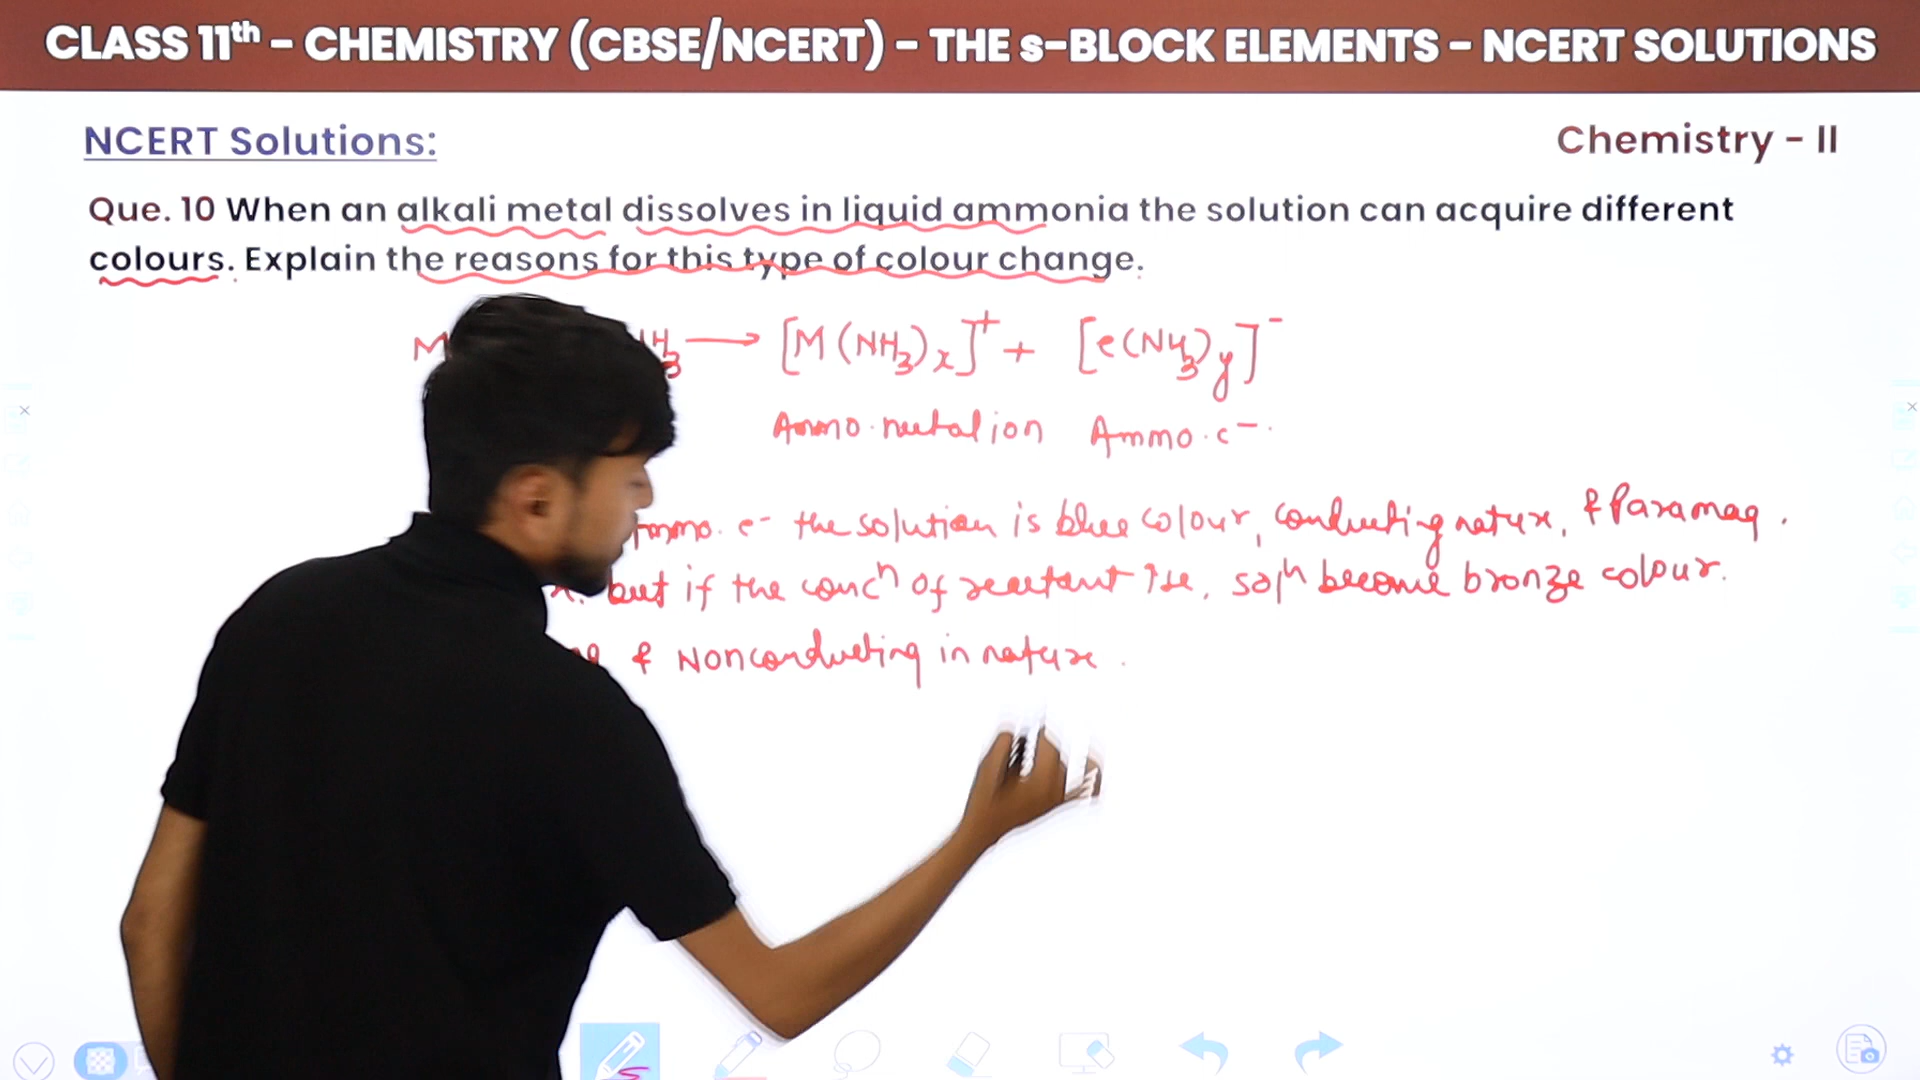 CLASS 11th - CHEMISTRY (CBSE/NCERT) - THE s-BLOCK ELEMENTS - NCERT SOLUTIONS
NCERT Solutions:
Chemistry - II
Que. 10 When an alkali metal dissolves in liquid ammonia the solution can acquire different
colours. Explain the reasons for this type of colour change.
M H3 ⟶ [M(NH3)x]+ + [e(NH3)y]-
Ammo. metal ion Ammo. e-.
Ammo. e- the solution is blue colour, conducting nature, & Paramag.
but if the concn of reactant ↑se, soln become bronze colour.
& Nonconducting in nature.